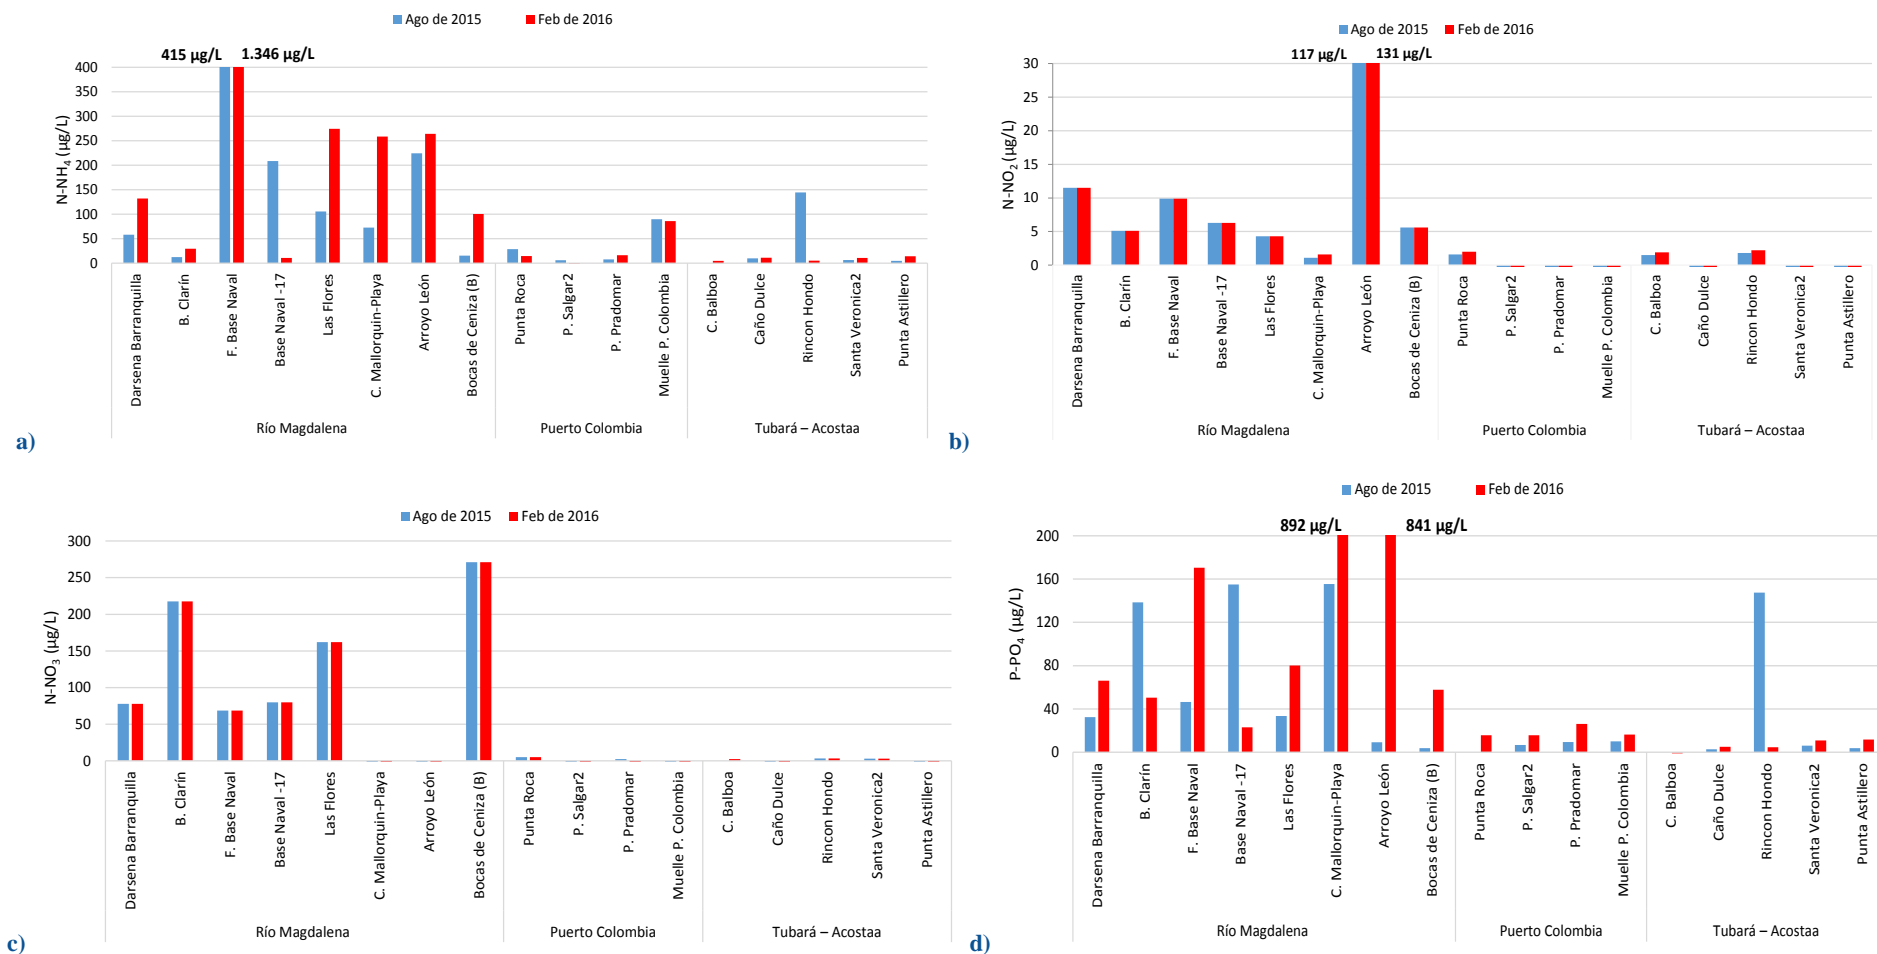 Ago de 2015 Feb de 2016
415 µg/L 1.346 µg/L
N-NH4 (µg/L)
400
350
300
250
200
150
100
50
0
Darsena Barranquilla
B. Clarín
F. Base Naval
Base Naval -17
Las Flores
C. Mallorquin-Playa
Arroyo León
Bocas de Ceniza (B)
Punta Roca
P. Salgar2
P. Pradomar
Muelle P. Colombia
C. Balboa
Caño Dulce
Rincon Hondo
Santa Veronica2
Punta Astillero
Río Magdalena Puerto Colombia Tubará – Acostaa
a)
Ago de 2015 Feb de 2016
117 µg/L 131 µg/L
N-NO2 (µg/L)
30
25
20
15
10
5
0
Darsena Barranquilla
B. Clarín
F. Base Naval
Base Naval -17
Las Flores
C. Mallorquin-Playa
Arroyo León
Bocas de Ceniza (B)
Punta Roca
P. Salgar2
P. Pradomar
Muelle P. Colombia
C. Balboa
Caño Dulce
Rincon Hondo
Santa Veronica2
Punta Astillero
Río Magdalena Puerto Colombia Tubará – Acostaa
b)
Ago de 2015 Feb de 2016
N-NO3 (µg/L)
300
250
200
150
100
50
0
Darsena Barranquilla
B. Clarín
F. Base Naval
Base Naval -17
Las Flores
C. Mallorquin-Playa
Arroyo León
Bocas de Ceniza (B)
Punta Roca
P. Salgar2
P. Pradomar
Muelle P. Colombia
C. Balboa
Caño Dulce
Rincon Hondo
Santa Veronica2
Punta Astillero
Río Magdalena Puerto Colombia Tubará – Acostaa
c)
Ago de 2015 Feb de 2016
892 µg/L 841 µg/L
P-PO4 (µg/L)
200
160
120
80
40
0
Darsena Barranquilla
B. Clarín
F. Base Naval
Base Naval -17
Las Flores
C. Mallorquin-Playa
Arroyo León
Bocas de Ceniza (B)
Punta Roca
P. Salgar2
P. Pradomar
Muelle P. Colombia
C. Balboa
Caño Dulce
Rincon Hondo
Santa Veronica2
Punta Astillero
Río Magdalena Puerto Colombia Tubará – Acostaa
d)